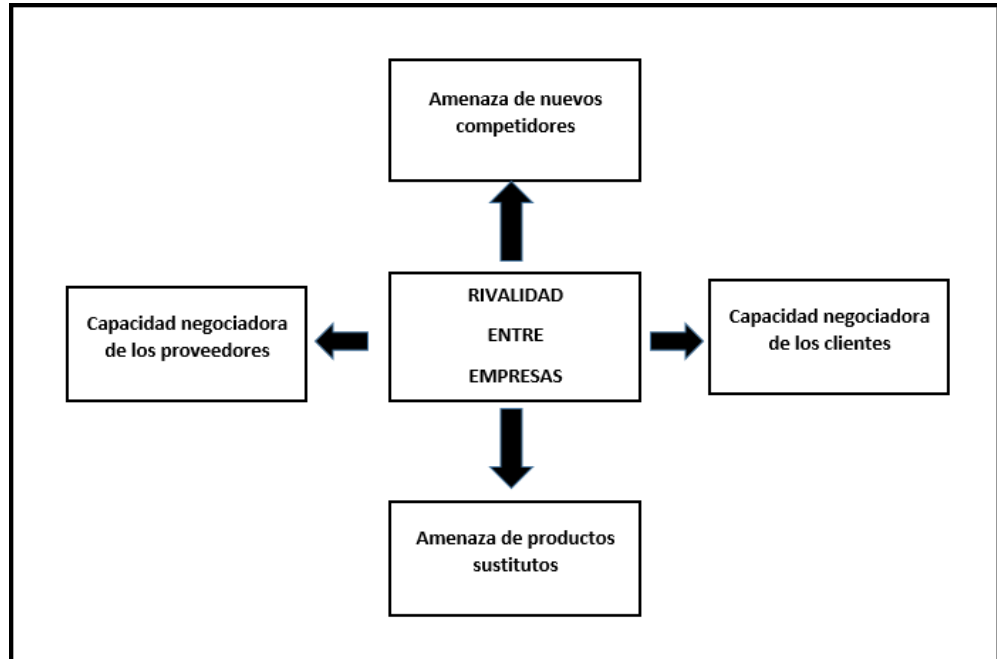 Amenaza de nuevos
competidores
Capacidad negociadora
de los proveedores
RIVALIDAD
ENTRE
EMPRESAS
Capacidad negociadora
de los clientes
Amenaza de productos
sustitutos